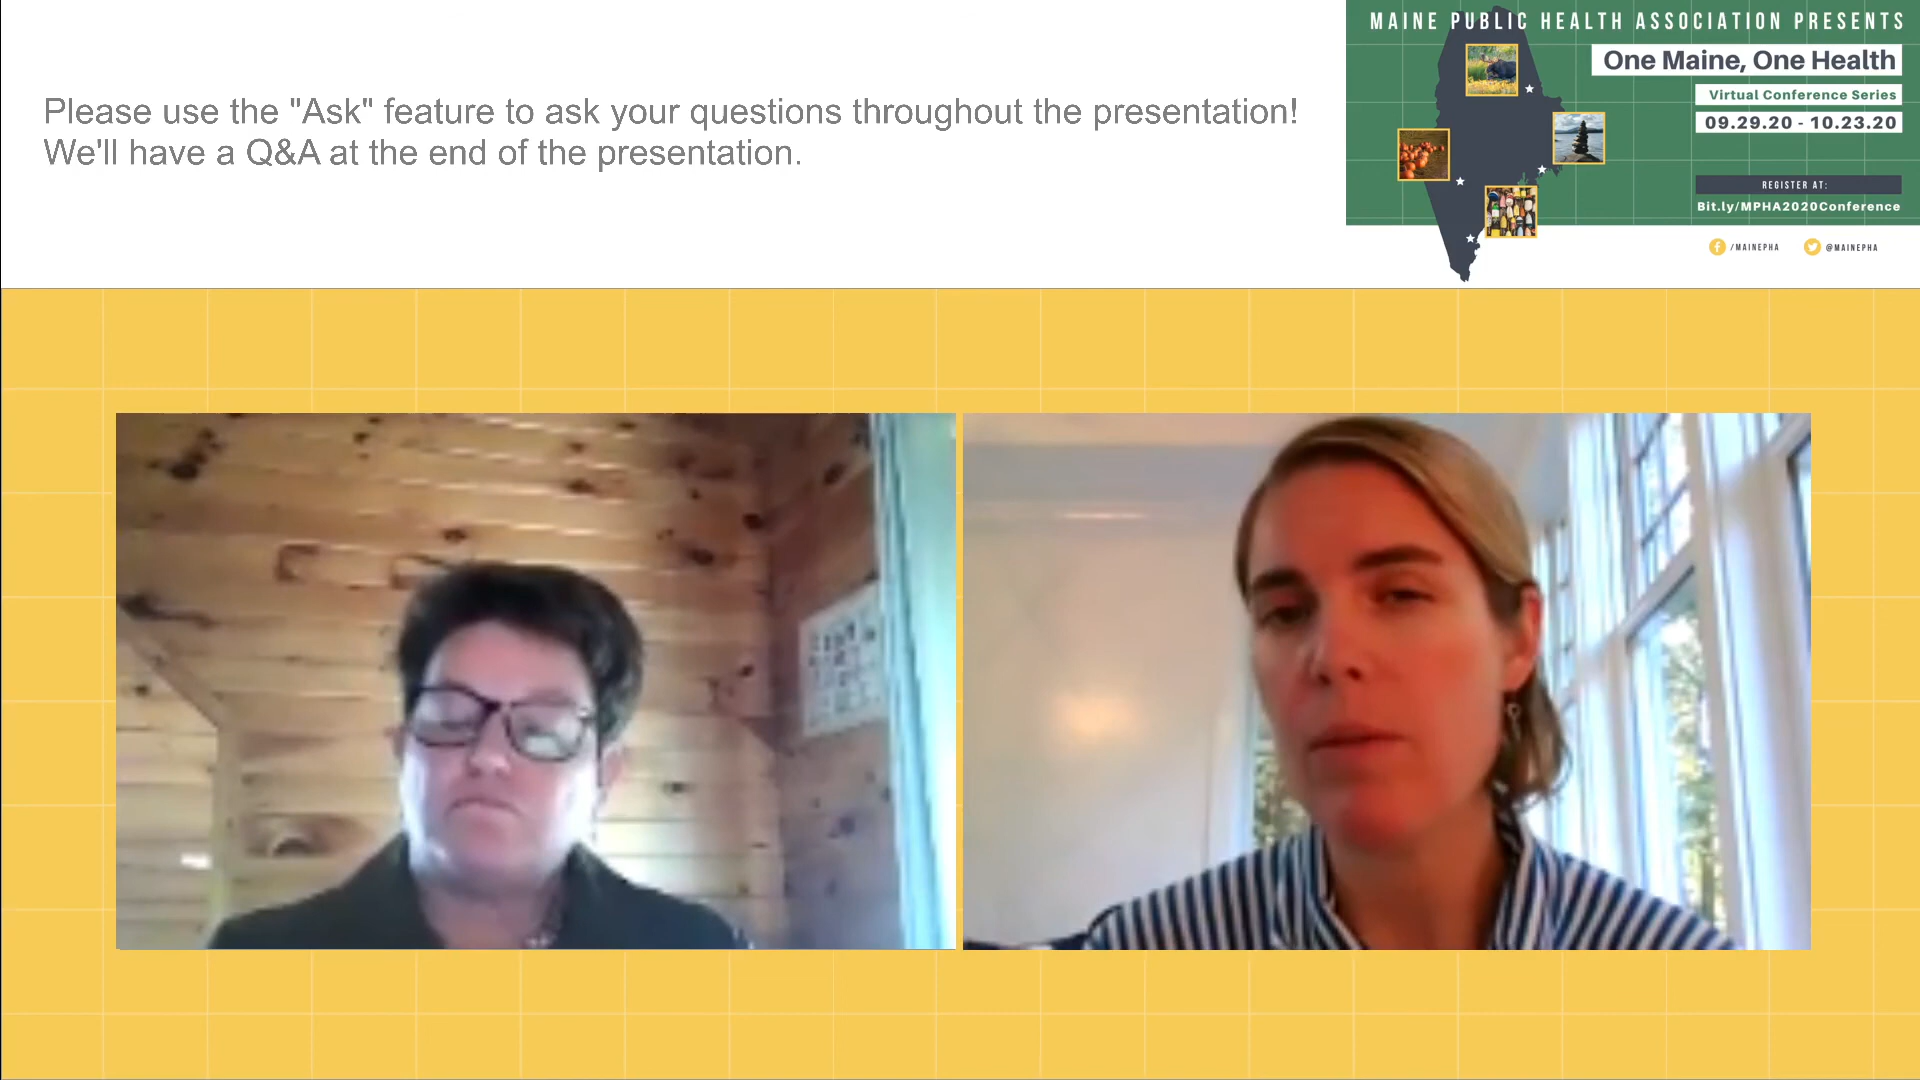 Please use the "Ask" feature to ask your questions throughout the presentation!
We'll have a Q&A at the end of the presentation.
MAINE PUBLIC HEALTH ASSOCIATION PRESENTS
One Maine, One Health
Virtual Conference Series
09.29.20 - 10.23.20
REGISTER AT:
Bit.ly/MPHA2020Conference
/MAINEPHA
@MAINEPHA